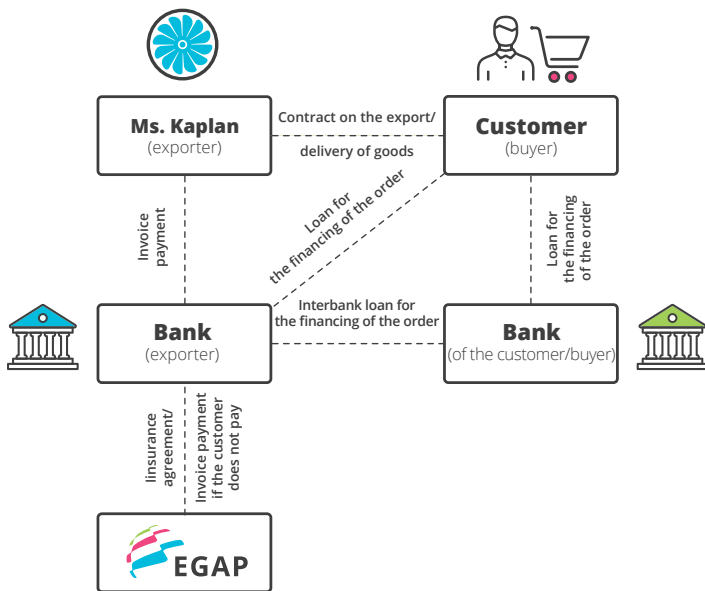 Ms. Kaplan
(exporter)
Contract on the export/
delivery of goods
Customer
(buyer)
Invoice
payment
Loan for
the financing of the order
Loan for
the financing
of the order
Bank
(exporter)
Interbank loan for
the financing of the order
Bank
(of the customer/buyer)
Iinsurance
agreement/
Invoice payment
if the customer
does not pay
EGAP